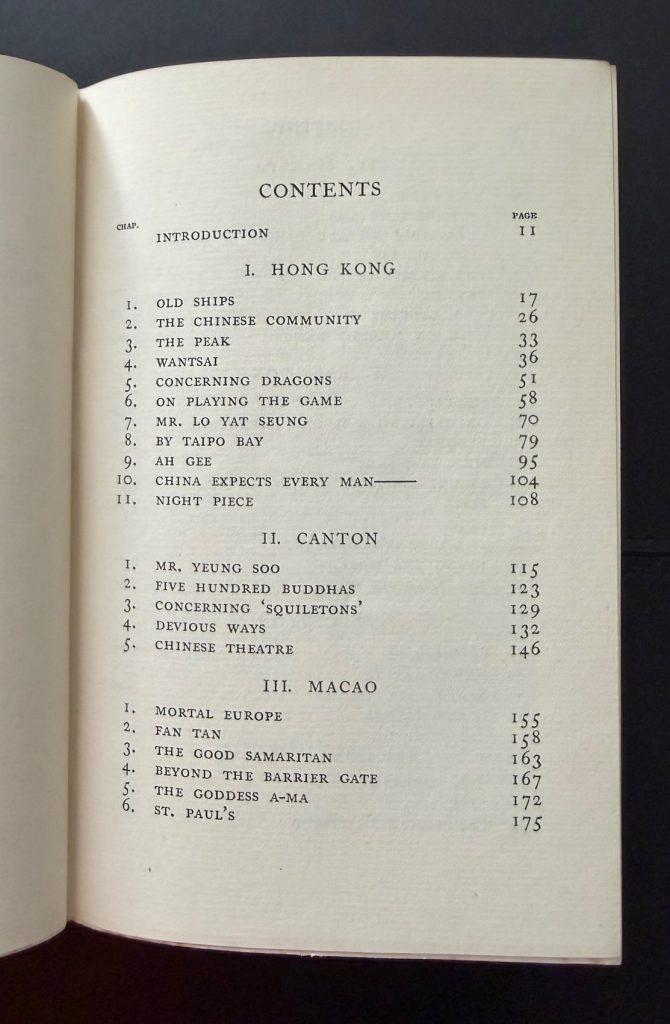 CONTENTS
CHAP. PAGE
INTRODUCTION 11
I. HONG KONG
1. OLD SHIPS 17
2. THE CHINESE COMMUNITY 26
3. THE PEAK 33
4. WANTSAI 36
5. CONCERNING DRAGONS 51
6. ON PLAYING THE GAME 58
7. MR. LO YAT SEUNG 70
8. BY TAIPO BAY 79
9. AH GEE 95
10. CHINA EXPECTS EVERY MAN—— 104
11. NIGHT PIECE 108
II. CANTON
1. MR. YEUNG SOO 115
2. FIVE HUNDRED BUDDHAS 123
3. CONCERNING ‘SQUILETONS’ 129
4. DEVIOUS WAYS 132
5. CHINESE THEATRE 146
III. MACAO
1. MORTAL EUROPE 155
2. FAN TAN 158
3. THE GOOD SAMARITAN 163
4. BEYOND THE BARRIER GATE 167
5. THE GODDESS A-MA 172
6. ST. PAUL'S 175